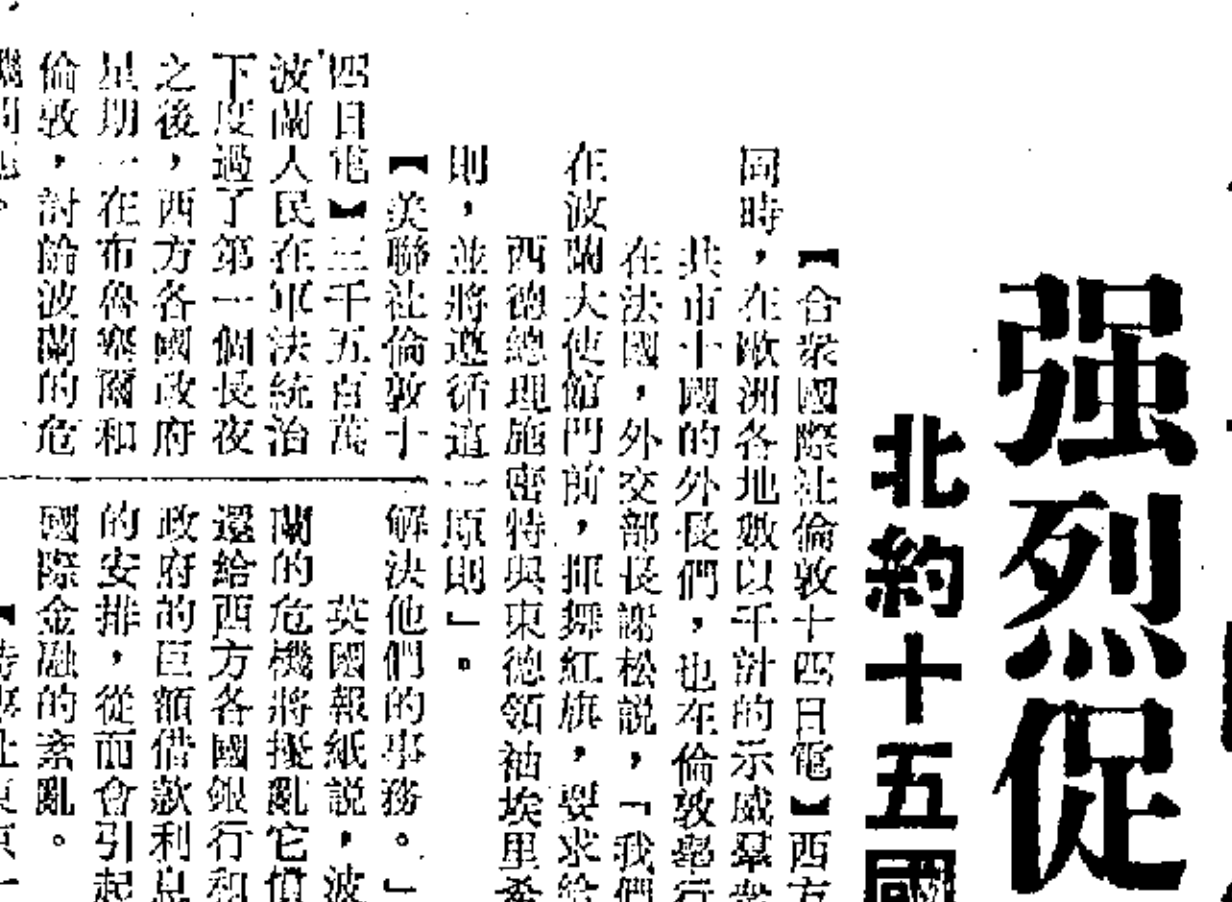 强烈促
北約十五國
【合衆國際社倫敦十四日電】西方
同時，在歐洲各地數以千計的示威羣衆
共市十國的外長們，也在倫敦舉行
在法國，外交部長謝松説，「我們
在波蘭大使館門前，揮舞紅旗，要求給
西德總理施密特與東德領袖埃里希
則，並將遵循這一原則」。
【美聯社倫敦十
四日電】三千五百萬
波蘭人民在軍法統治
下度過了第一個長夜
之後，西方各國政府
星期一在布魯塞爾和
倫敦，討論波蘭的危
解決他們的事務。」
英國報紙説，波
蘭的危機將擾亂它償
還給西方各國銀行和
政府的巨額借款利息
的安排，從而會引起
國際金融的紊亂。